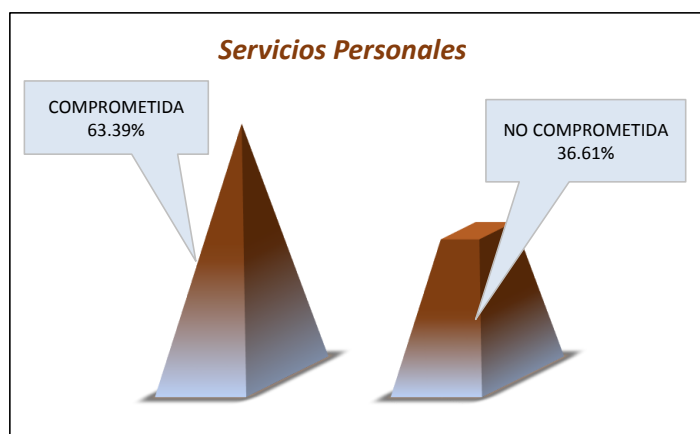 Servicios Personales
COMPROMETIDA
63.39%
NO COMPROMETIDA
36.61%